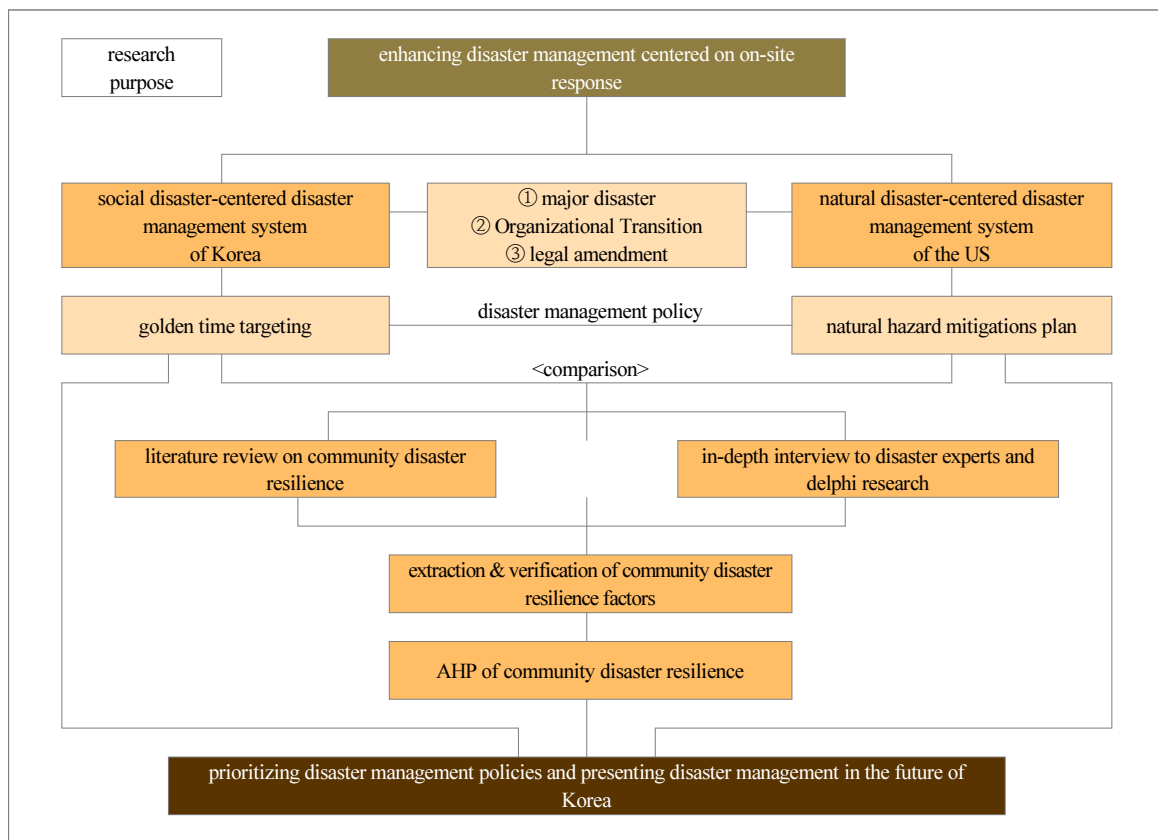 research
purpose
enhancing disaster management centered on on-site
response
social disaster-centered disaster
management system
of Korea
① major disaster
② Organizational Transition
③ legal amendment
natural disaster-centered disaster
management system
of the US
golden time targeting
disaster management policy
natural hazard mitigations plan
<comparison>
literature review on community disaster
resilience
in-depth interview to disaster experts and
delphi research
extraction & verification of community disaster
resilience factors
AHP of community disaster resilience
prioritizing disaster management policies and presenting disaster management in the future of
Korea